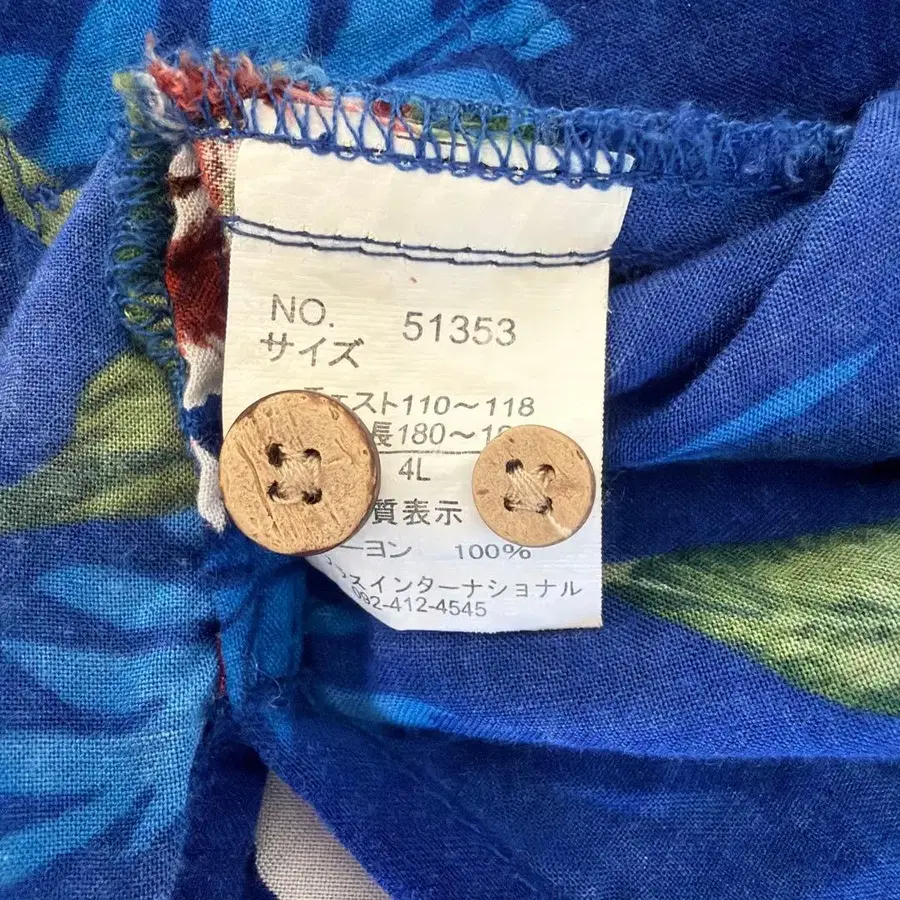 NO. 51353
サイズ
チェスト110～118
長180～1
4L
質表示
ーヨン 100%
スインターナショナル
092-412-4545